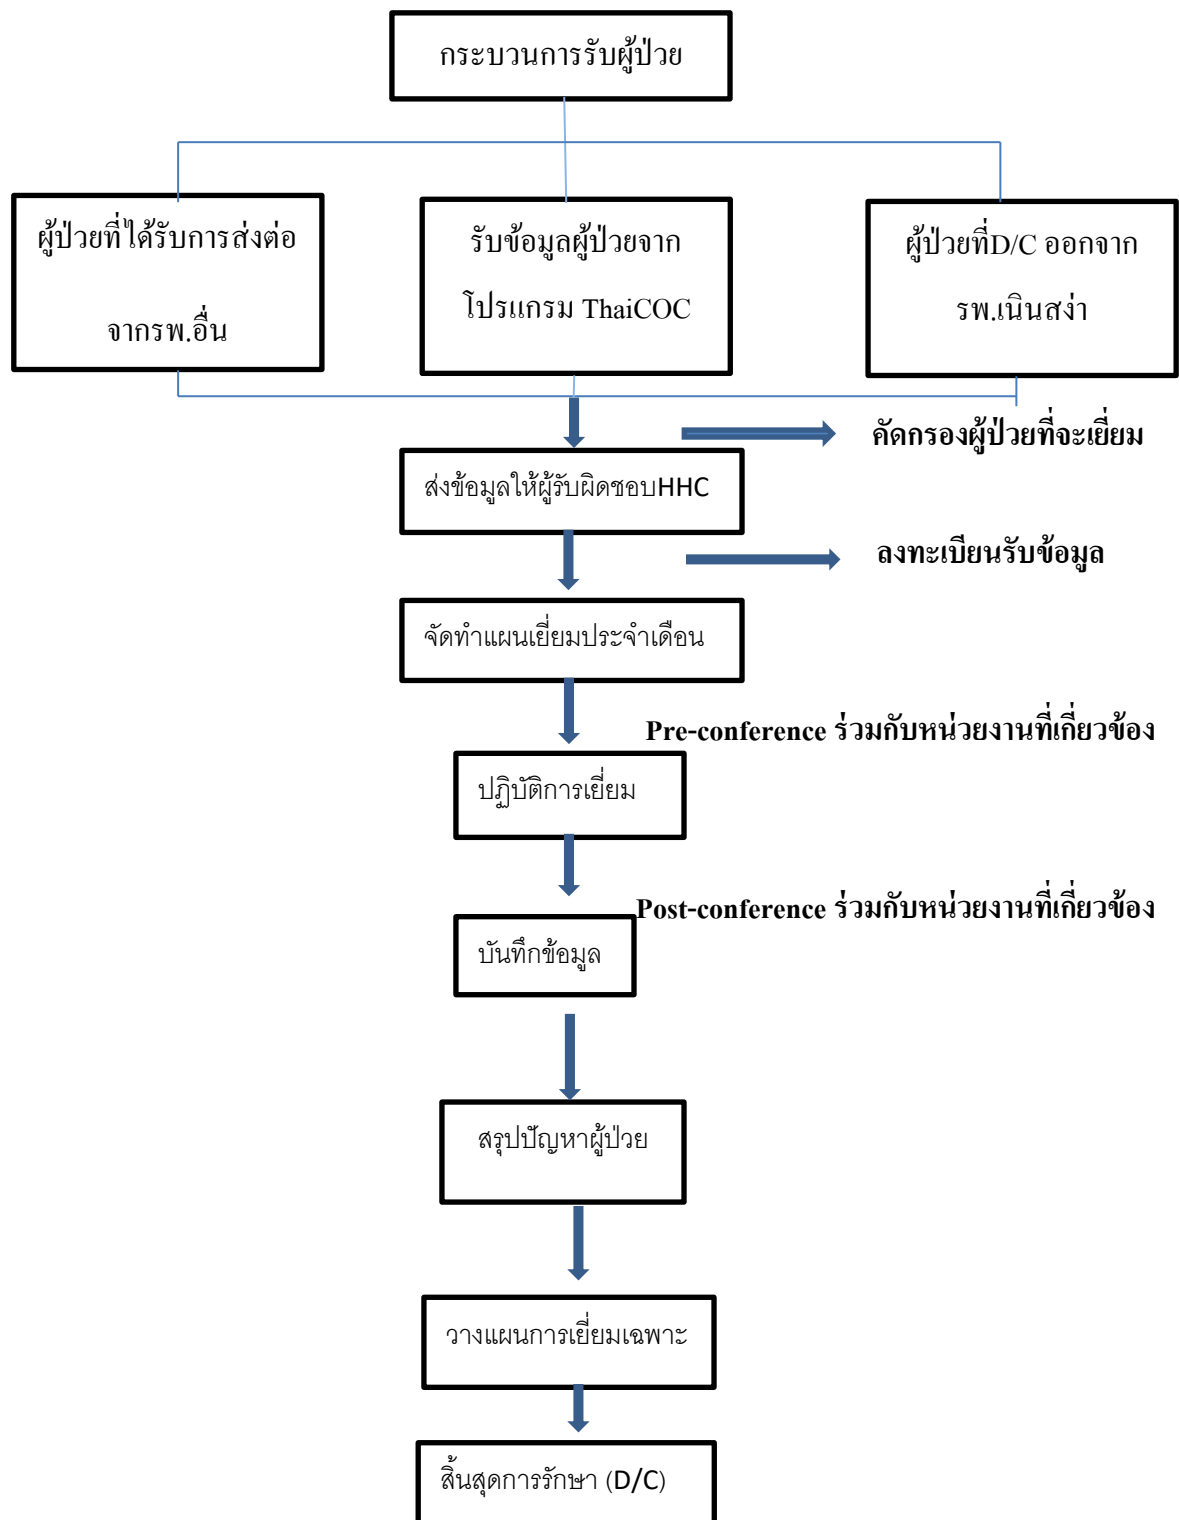 กระบวนการรับผู้ป่วย
ผู้ป่วยที่ได้รับการส่งต่อ
จากรพ.อื่น
รับข้อมูลผู้ป่วยจาก
โปรแกรม ThaiCOC
ผู้ป่วยที่D/C ออกจาก
รพ.เนินสง่า
คัดกรองผู้ป่วยที่จะเยี่ยม
ส่งข้อมูลให้ผู้รับผิดชอบHHC
ลงทะเบียนรับข้อมูล
จัดทำแผนเยี่ยมประจำเดือน
Pre-conference ร่วมกับหน่วยงานที่เกี่ยวข้อง
ปฏิบัติการเยี่ยม
Post-conference ร่วมกับหน่วยงานที่เกี่ยวข้อง
บันทึกข้อมูล
สรุปปัญหาผู้ป่วย
วางแผนการเยี่ยมเฉพาะ
สิ้นสุดการรักษา (D/C)